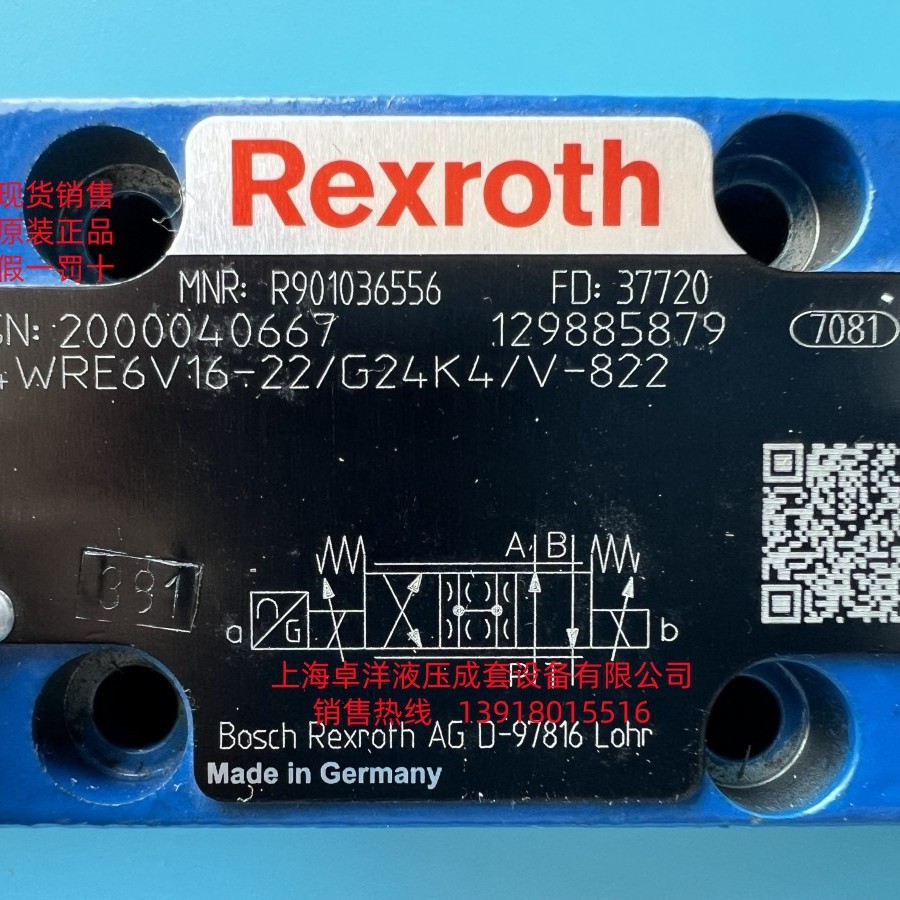 Rexroth
现货销售
原装正品
假一罚十
MNR: R901036556 FD: 37720
SN: 2000040667 129885879 7081
4WRE6V16-22/G24K4/V-822
391
A B
a G b
P
上海卓洋液压成套设备有限公司
销售热线 13918015516
Bosch Rexroth AG D-97816 Lohr
Made in Germany